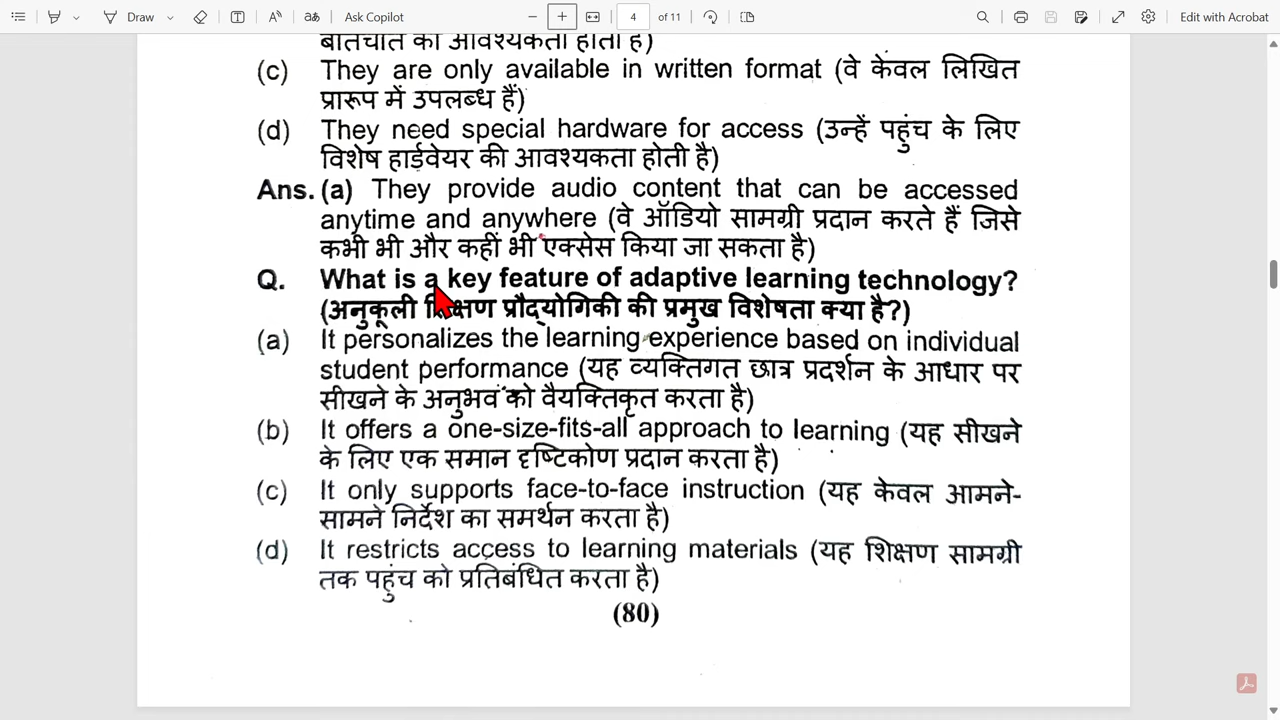 Draw
Ask Copilot
4 of 11
Edit with Acrobat
बातचीत की आवश्यकता होती है)
(c) They are only available in written format (वे केवल लिखित
प्रारूप में उपलब्ध हैं)
(d) They need special hardware for access (उन्हें पहुंच के लिए
विशेष हार्डवेयर की आवश्यकता होती है)
Ans. (a) They provide audio content that can be accessed
anytime and anywhere (वे ऑडियो सामग्री प्रदान करते हैं जिसे
कभी भी और कहीं भी एक्सेस किया जा सकता है)
Q. What is a key feature of adaptive learning technology?
(अनुकूली शिक्षण प्रौद्योगिकी की प्रमुख विशेषता क्या है?)
(a) It personalizes the learning experience based on individual
student performance (यह व्यक्तिगत छात्र प्रदर्शन के आधार पर
सीखने के अनुभव को वैयक्तिकृत करता है)
(b) It offers a one-size-fits-all approach to learning (यह सीखने
के लिए एक समान दृष्टिकोण प्रदान करता है)
(c) It only supports face-to-face instruction (यह केवल आमने-
सामने निर्देश का समर्थन करता है)
(d) It restricts access to learning materials (यह शिक्षण सामग्री
तक पहुंच को प्रतिबंधित करता है)
(80)